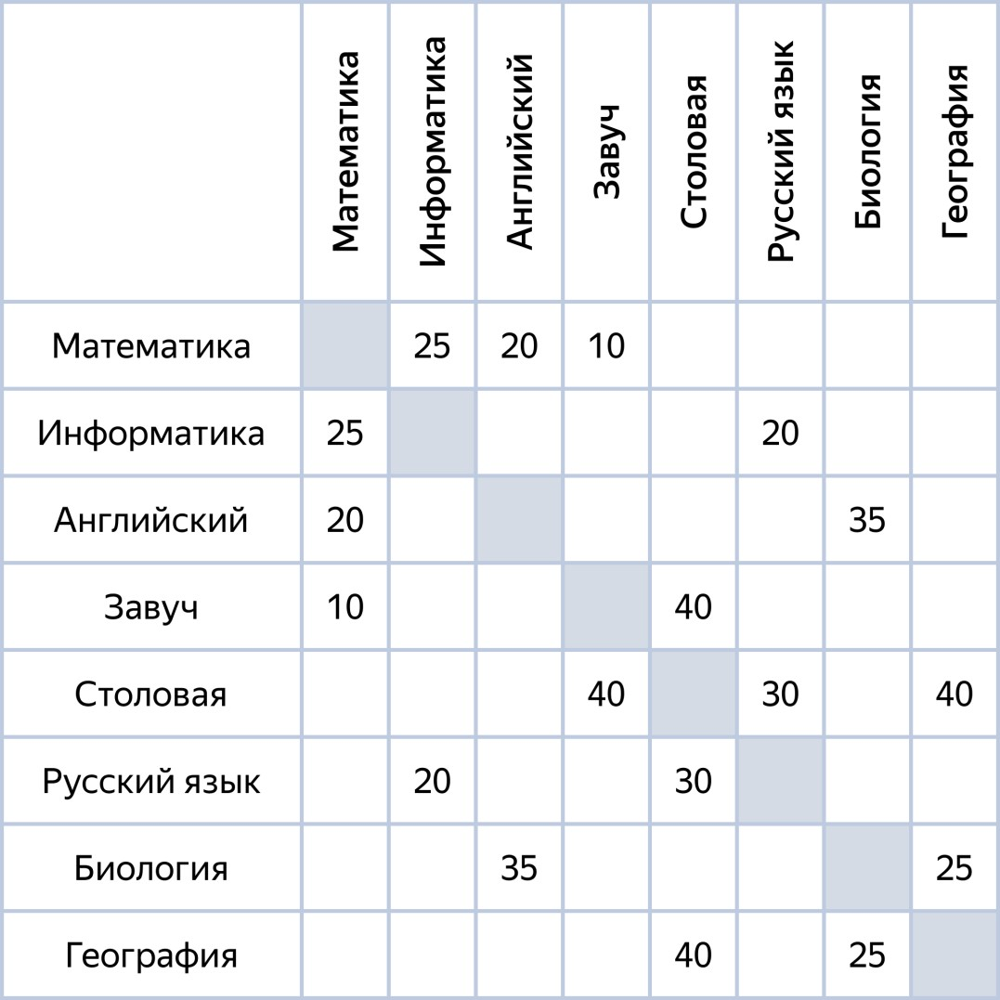 Математика Информатика Английский Завуч Столовая Русский язык Биология География
Математика 25 20 10
Информатика 25 20
Английский 20 35
Завуч 10 40
Столовая 40 30 40
Русский язык 20 30
Биология 35 25
География 40 25